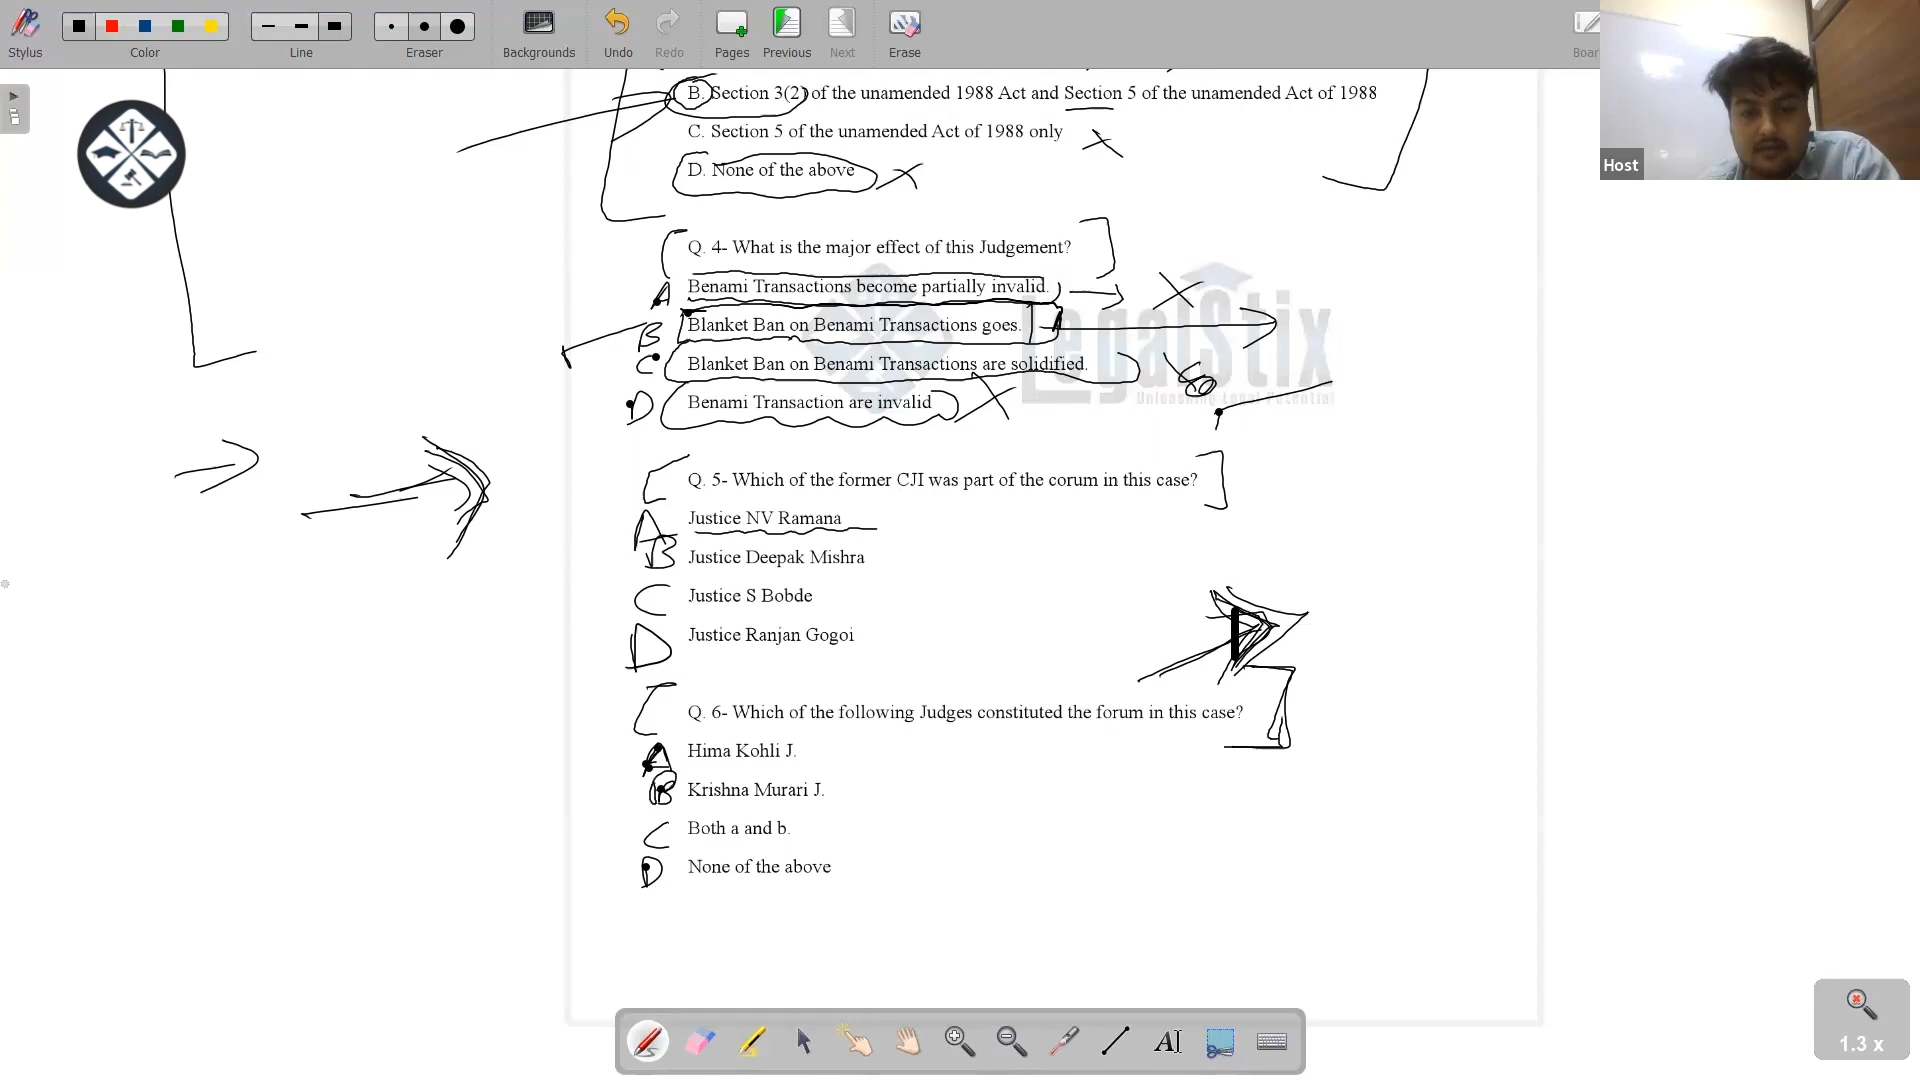 Stylus
Color
Line
Eraser
Backgrounds
Undo
Redo
Pages
Previous
Next
Erase
Boar
Host
B. Section 3(2) of the unamended 1988 Act and Section 5 of the unamended Act of 1988
C. Section 5 of the unamended Act of 1988 only
D. None of the above
Q. 4- What is the major effect of this Judgement?
A Benami Transactions become partially invalid.
B Blanket Ban on Benami Transactions goes.
C Blanket Ban on Benami Transactions are solidified.
D Benami Transaction are invalid
LegalStix
Unleashing Legal Potential
Q. 5- Which of the former CJI was part of the corum in this case?
A Justice NV Ramana
B Justice Deepak Mishra
C Justice S Bobde
D Justice Ranjan Gogoi
Q. 6- Which of the following Judges constituted the forum in this case?
A Hima Kohli J.
B Krishna Murari J.
C Both a and b.
D None of the above
1.3 x